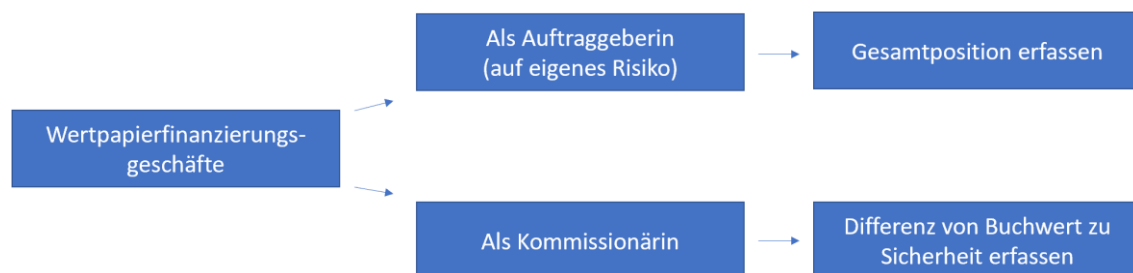 Als Auftraggeberin
(auf eigenes Risiko)
Gesamtposition erfassen
Wertpapierfinanzierungs-
geschäfte
Als Kommissionärin
Differenz von Buchwert zu
Sicherheit erfassen